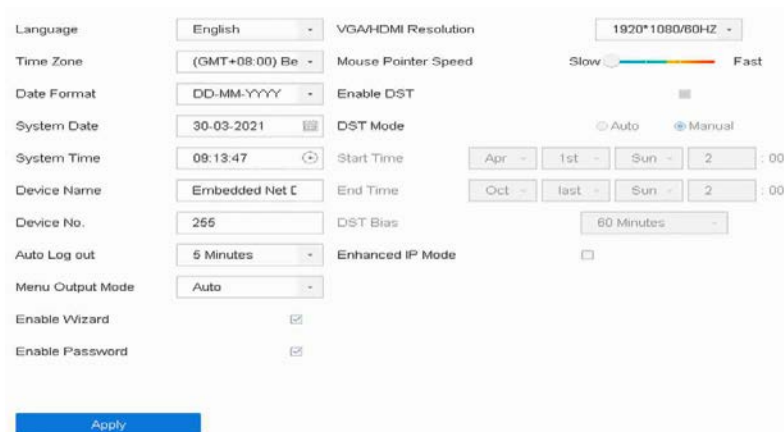 Language English VGA/HDMI Resolution 1920*1080/60HZ
Time Zone (GMT+08:00) Be Mouse Pointer Speed Slow Fast
Date Format DD-MM-YYYY Enable DST
System Date 30-03-2021 DST Mode Auto Manual
System Time 09:13:47 Start Time Apr 1st Sun 2 : 00
Device Name Embedded Net D End Time Oct last Sun 2 : 00
Device No. 255 DST Bias 60 Minutes
Auto Log out 5 Minutes Enhanced IP Mode
Menu Output Mode Auto
Enable Wizard
Enable Password
Apply